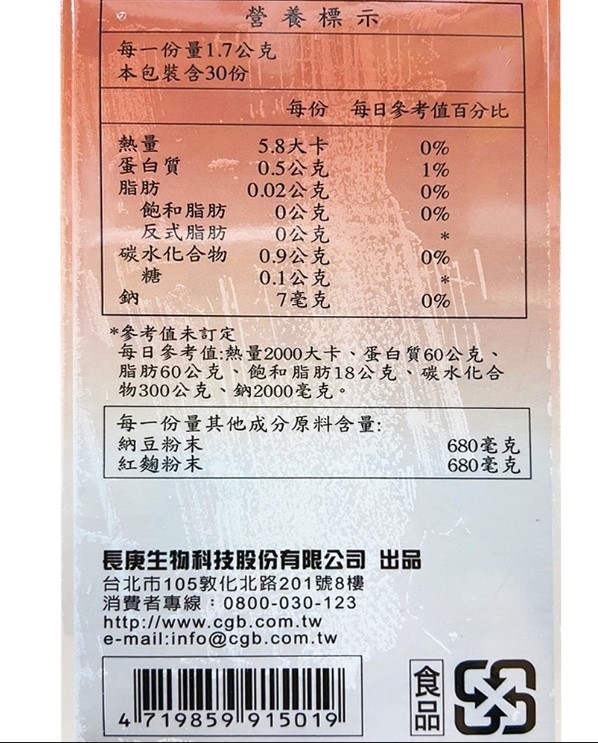 の
營養標示
每一份量1.7公克
本包裝含30份
每份 每日參考值百分比
熱量 5.8大卡 0%
蛋白質 0.5公克 1%
脂肪 0.02公克 0%
飽和脂肪 0公克 0%
反式脂肪 0公克 *
碳水化合物 0.9公克 0%
糖 0.1公克 *
鈉 7毫克 0%
*參考值未訂定
每日參考值:熱量2000大卡、蛋白質60公克、
脂肪60公克、飽和脂肪18公克、碳水化合
物300公克、鈉2000毫克。
每一份量其他成分原料含量:
納豆粉末 680毫克
紅麴粉末 680毫克
長庚生物科技股份有限公司 出品
台北市105敦化北路201號8樓
消費者專線：0800-030-123
http://www.cgb.com.tw
e-mail:info@cgb.com.tw
4 719859 915019
食品